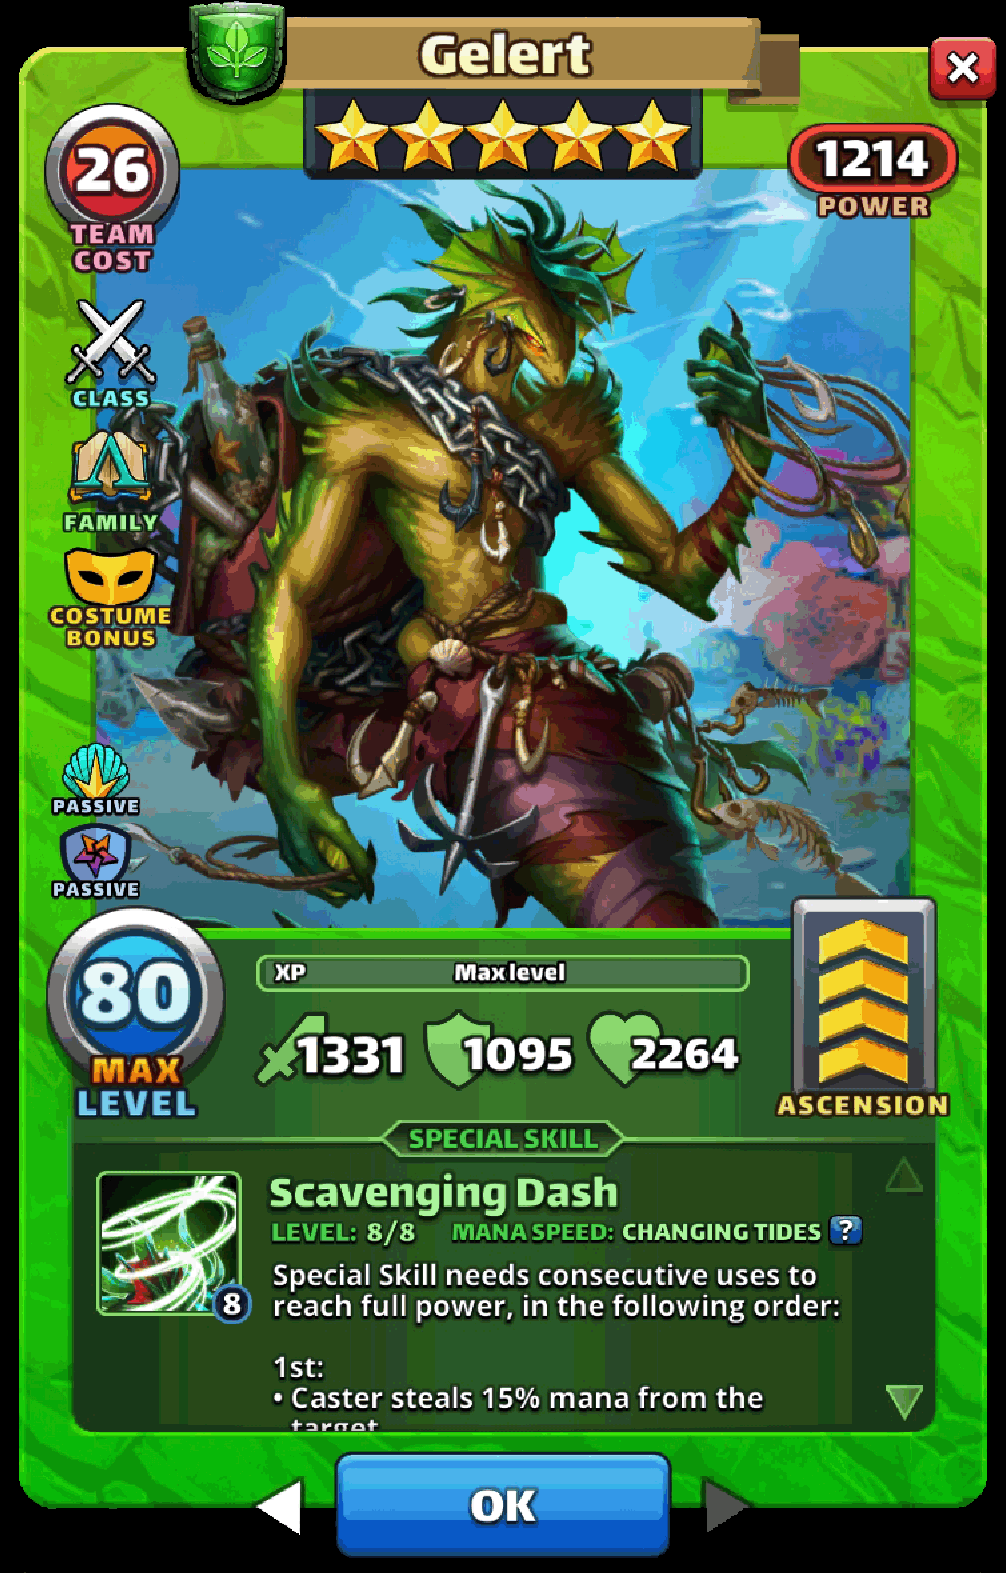 Gelert
26
TEAM
COST
1214
POWER
CLASS
FAMILY
COSTUME
BONUS
PASSIVE
PASSIVE
80
MAX
LEVEL
XP Max level
1331 1095 2264
ASCENSION
SPECIAL SKILL
Scavenging Dash
LEVEL: 8/8 MANA SPEED: CHANGING TIDES ?
8
Special Skill needs consecutive uses to
reach full power, in the following order:
1st:
• Caster steals 15% mana from the
target
OK